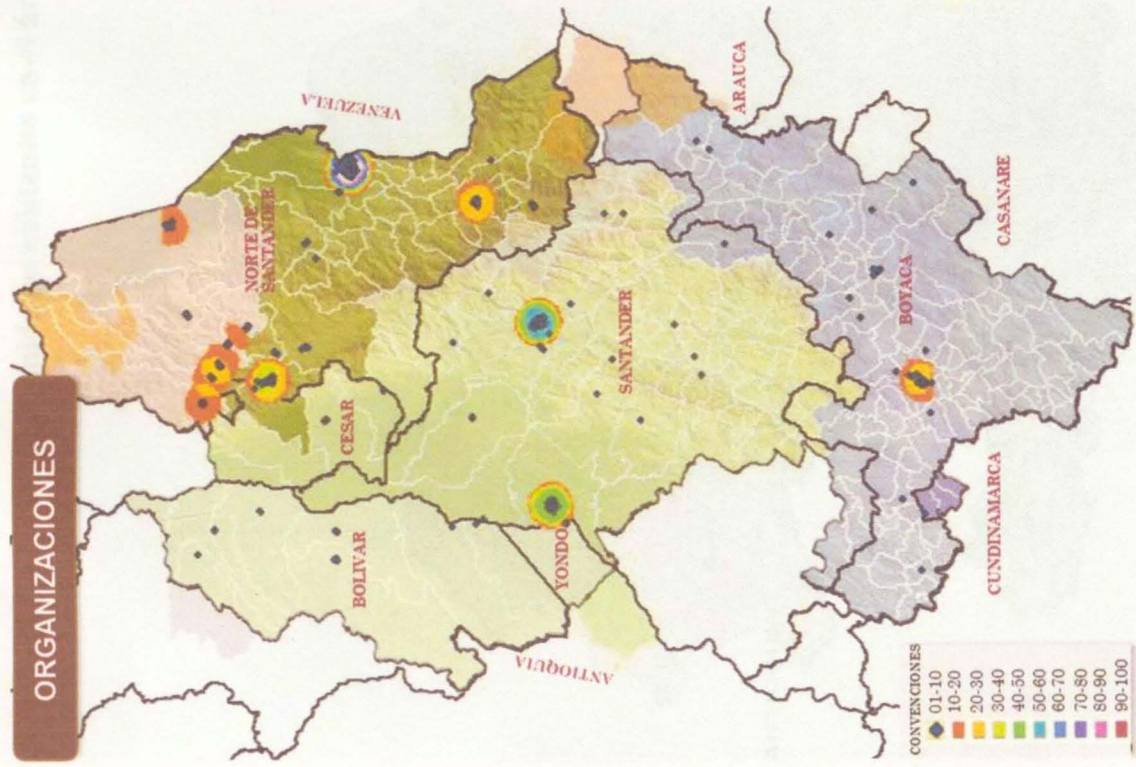 ORGANIZACIONES
VENEZUELA
NORTE DE
SANTANDER
CESAR
BOLIVAR
ARAUCA
SANTANDER
YONDO
ANTIOQUIA
BOYACA
CASANARE
CUNDINAMARCA
CONVENCIONES
01-10
10-20
20-30
30-40
40-50
50-60
60-70
70-80
80-90
90-100